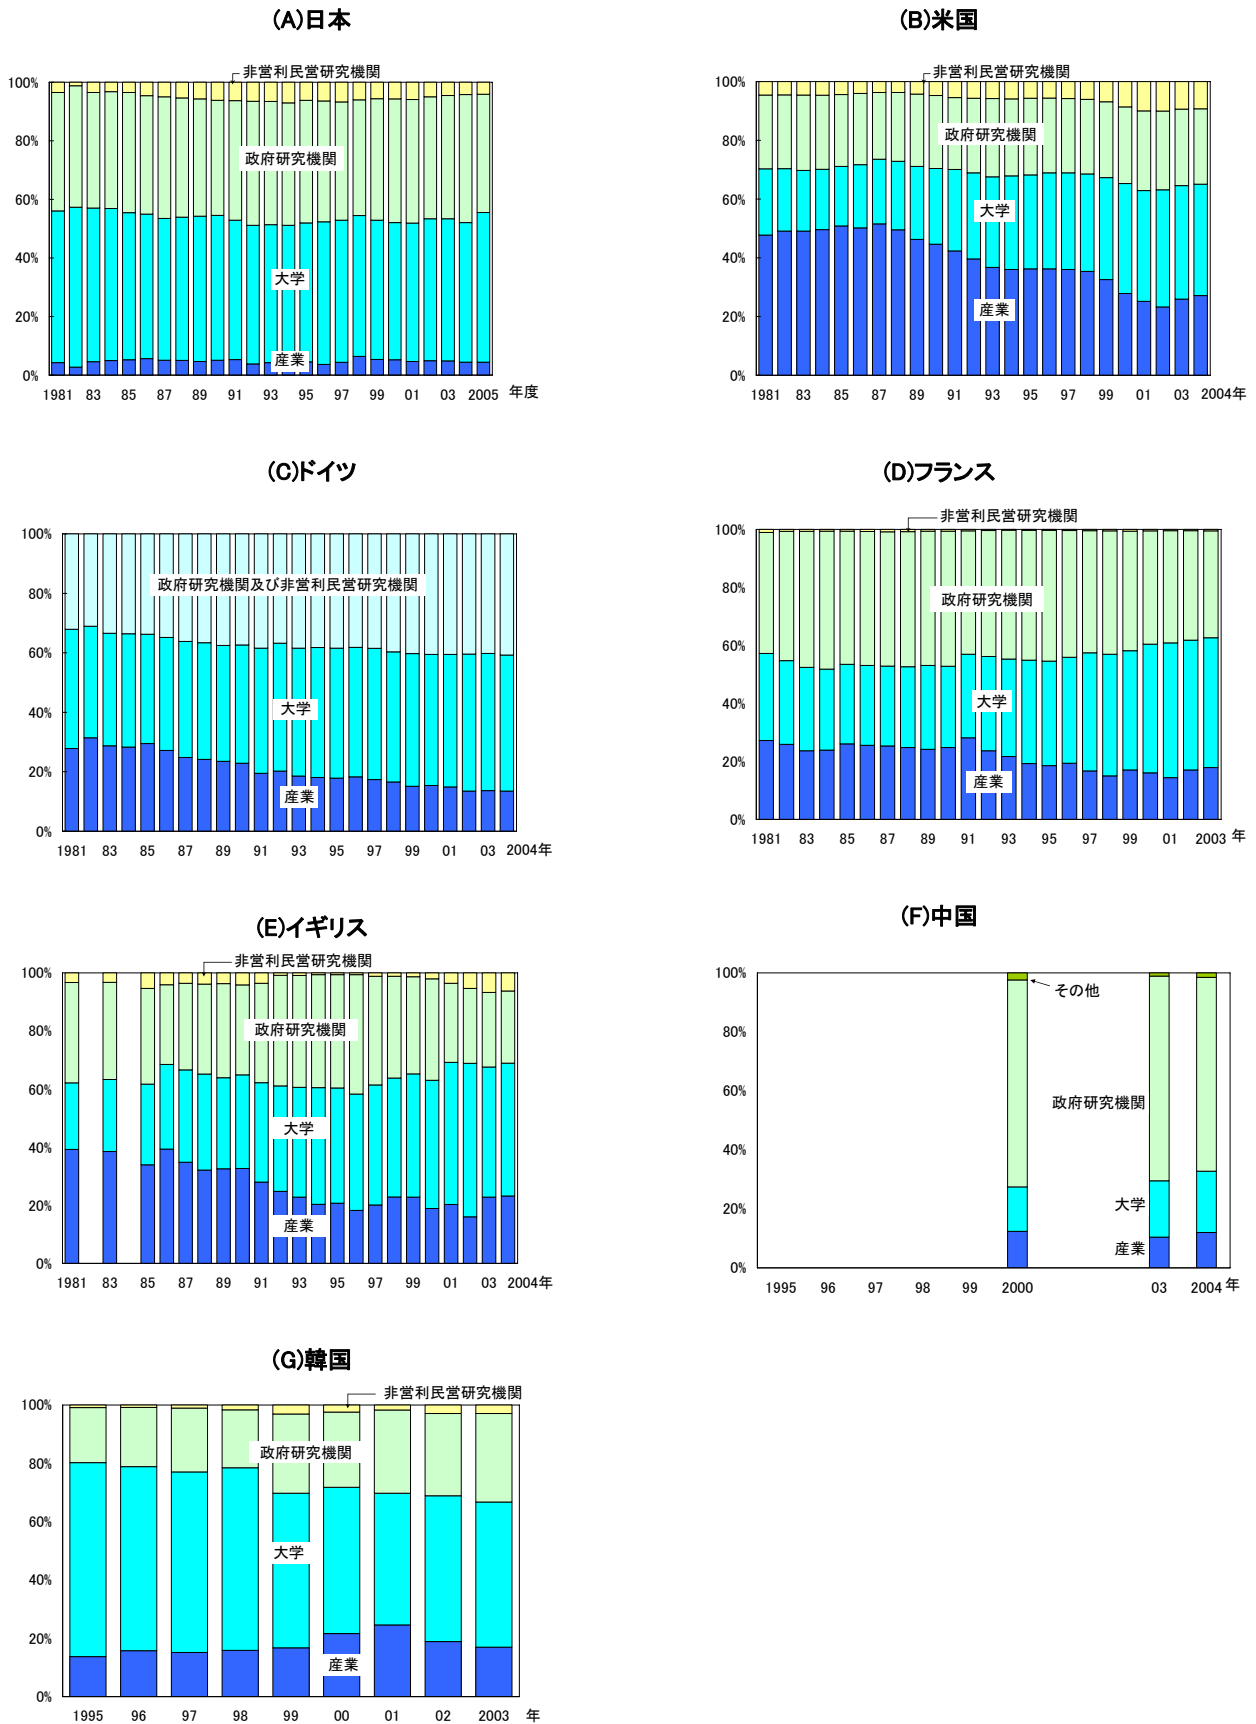 (A)日本
非営利民営研究機関
100%
80%
60%
40%
20%
0%
政府研究機関
大学
産業
1981 83 85 87 89 91 93 95 97 99 01 03 2005 年度
(B)米国
非営利民営研究機関
100%
80%
60%
40%
20%
0%
政府研究機関
大学
産業
1981 83 85 87 89 91 93 95 97 99 01 03 2004年
(C)ドイツ
100%
80%
60%
40%
20%
0%
政府研究機関及び非営利民営研究機関
大学
産業
1981 83 85 87 89 91 93 95 97 99 01 03 2004年
(D)フランス
非営利民営研究機関
100%
80%
60%
40%
20%
0%
政府研究機関
大学
産業
1981 83 85 87 89 91 93 95 97 99 01 2003 年
(E)イギリス
非営利民営研究機関
100%
80%
60%
40%
20%
0%
政府研究機関
大学
産業
1981 83 85 87 89 91 93 95 97 99 01 03 2004年
(F)中国
100%
80%
60%
40%
20%
0%
その他
政府研究機関
大学
産業
1995 96 97 98 99 2000 03 2004 年
(G)韓国
非営利民営研究機関
100%
80%
60%
40%
20%
0%
政府研究機関
大学
産業
1995 96 97 98 99 00 01 02 2003 年